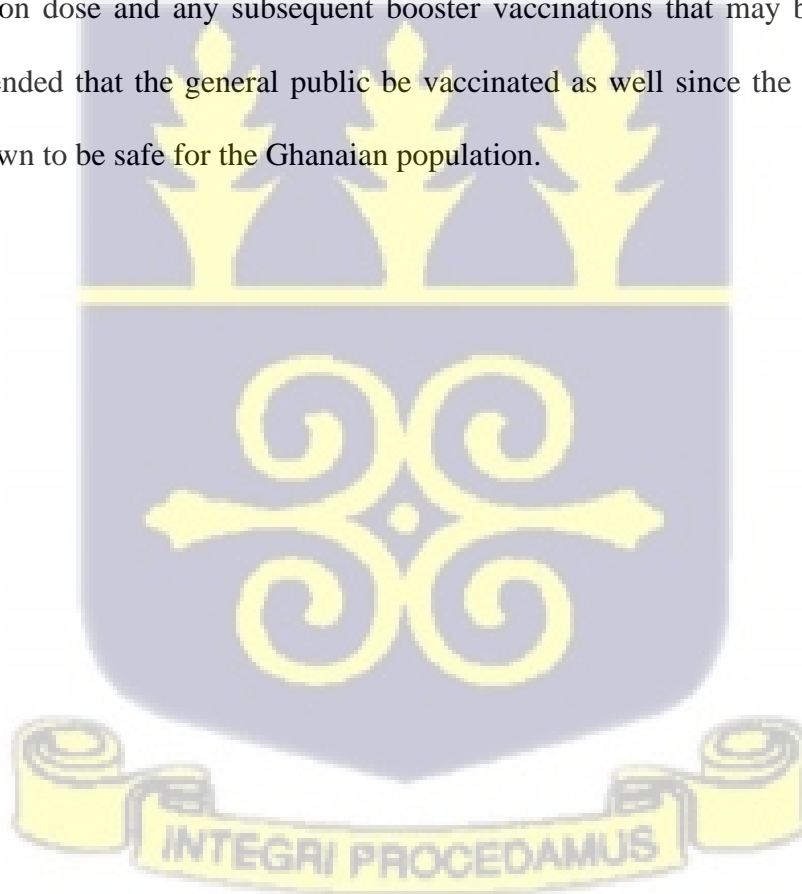 on dose and any subsequent booster vaccinations that may b
nded that the general public be vaccinated as well since the
wn to be safe for the Ghanaian population.
INTEGRI PROCEDAMUS